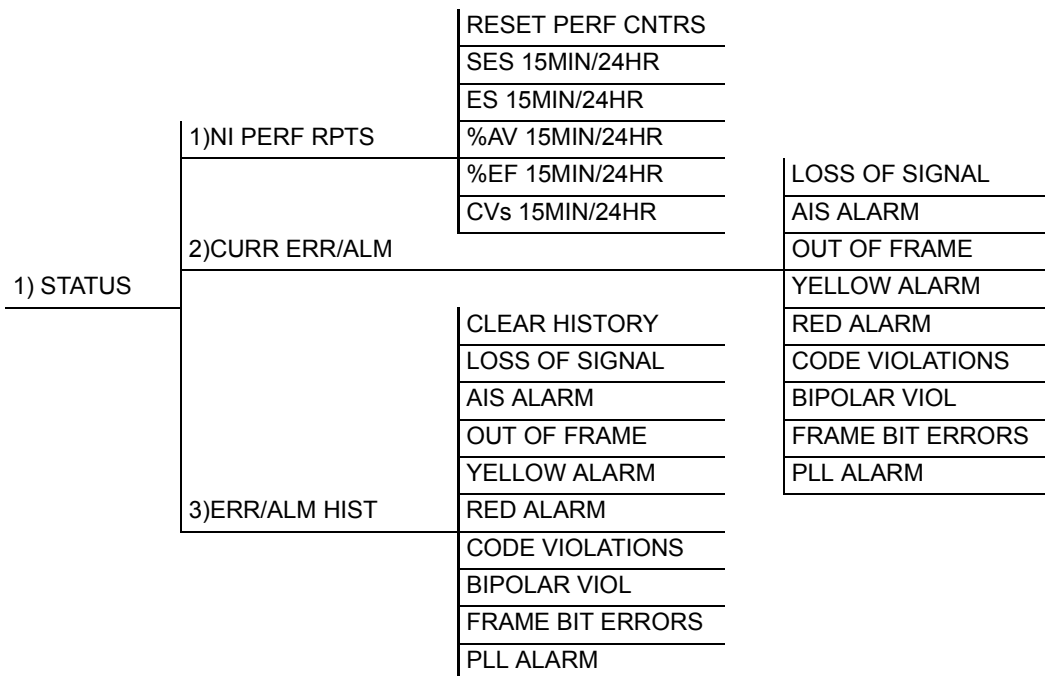 1) STATUS
1)NI PERF RPTS
RESET PERF CNTRS
SES 15MIN/24HR
ES 15MIN/24HR
%AV 15MIN/24HR
%EF 15MIN/24HR
CVs 15MIN/24HR
2)CURR ERR/ALM
LOSS OF SIGNAL
AIS ALARM
OUT OF FRAME
YELLOW ALARM
RED ALARM
CODE VIOLATIONS
BIPOLAR VIOL
FRAME BIT ERRORS
PLL ALARM
3)ERR/ALM HIST
CLEAR HISTORY
LOSS OF SIGNAL
AIS ALARM
OUT OF FRAME
YELLOW ALARM
RED ALARM
CODE VIOLATIONS
BIPOLAR VIOL
FRAME BIT ERRORS
PLL ALARM